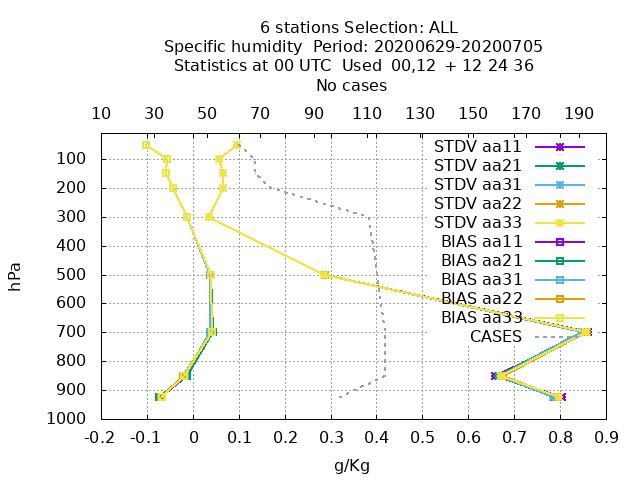 6 stations Selection: ALL
Specific humidity  Period: 20200629-20200705
Statistics at 00 UTC  Used  00,12  + 12 24 36
No cases
10 30 50 70 90 110 130 150 170 190
STDV aa11
STDV aa21
STDV aa31
STDV aa22
STDV aa33
BIAS aa11
BIAS aa21
BIAS aa31
BIAS aa22
BIAS aa33
CASES
hPa
100
200
300
400
500
600
700
800
900
1000
-0.2 -0.1 0 0.1 0.2 0.3 0.4 0.5 0.6 0.7 0.8 0.9
g/Kg